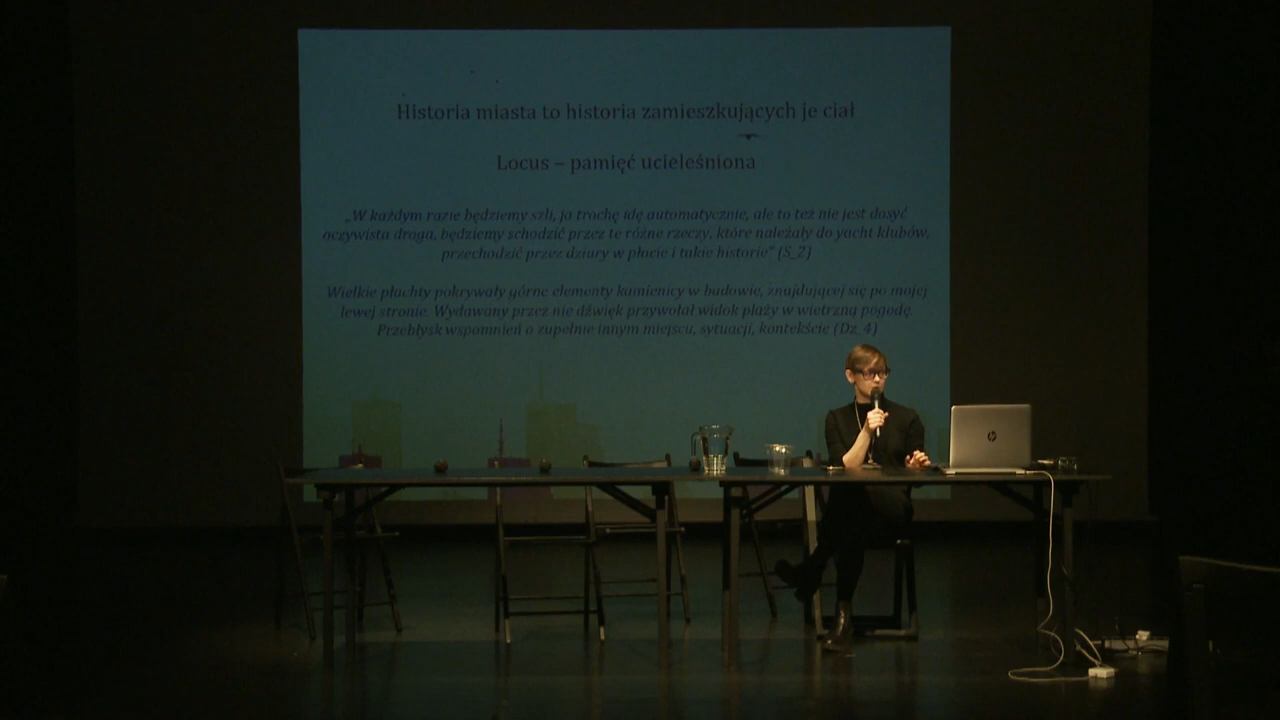 Historia miasta to historia zamieszkujących je ciał
Locus – pamięć ucieleśniona
„W każdym razie będziemy szli, ja trochę idę automatycznie, ale to też nie jest dosyć
oczywista droga, będziemy schodzić przez te różne rzeczy, które należały do yacht klubów,
przechodzić przez dziury w płocie i takie historie” (S_2)
Wielkie płachty pokrywały górne elementy kamienicy w budowie, znajdującej się po mojej
lewej stronie. Wydawany przez nie dźwięk przywołał widok plaży w wietrzną pogodę.
Przebłysk wspomnień o zupełnie innym miejscu, sytuacji, kontekście (Dz_4)
hp